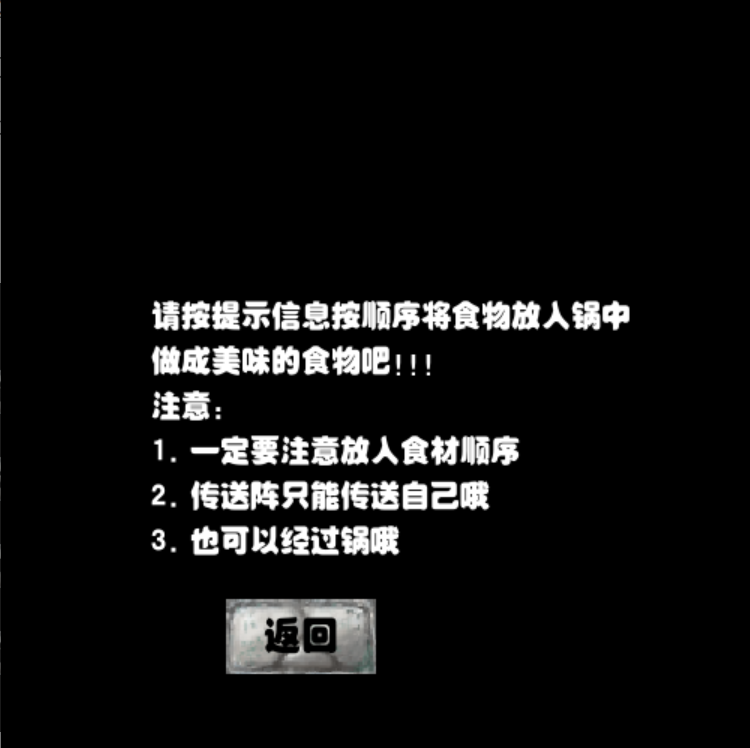 请按提示信息按顺序将食物放入锅中
做成美味的食物吧!!!
注意:
1. 一定要注意放入食材顺序
2. 传送阵只能传送自己哦
3. 也可以经过锅哦
返回